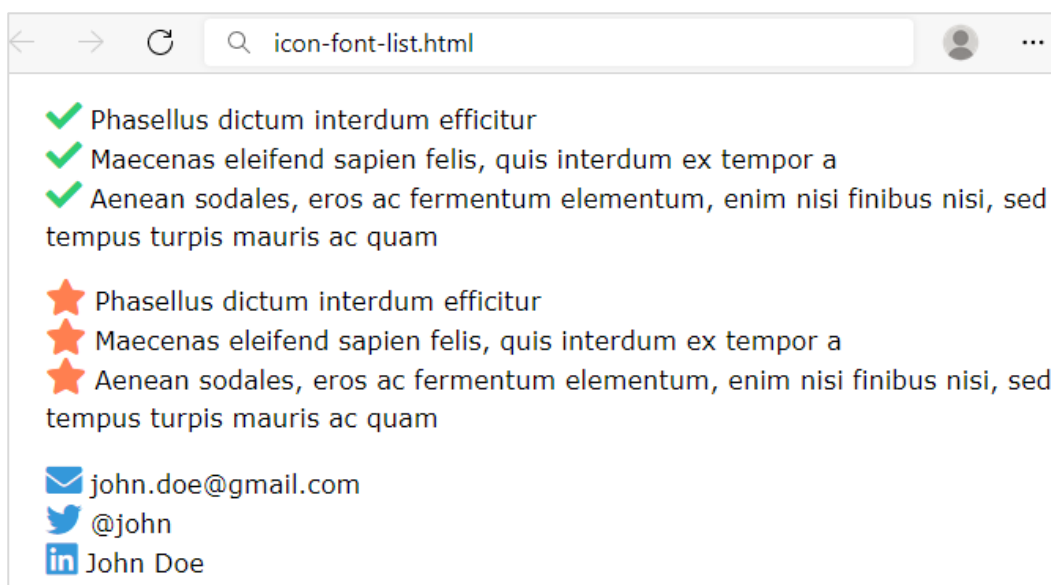 icon-font-list.html
Phasellus dictum interdum efficitur
Maecenas eleifend sapien felis, quis interdum ex tempor a
Aenean sodales, eros ac fermentum elementum, enim nisi finibus nisi, sed
tempus turpis mauris ac quam
Phasellus dictum interdum efficitur
Maecenas eleifend sapien felis, quis interdum ex tempor a
Aenean sodales, eros ac fermentum elementum, enim nisi finibus nisi, sed
tempus turpis mauris ac quam
john.doe@gmail.com
@john
in John Doe